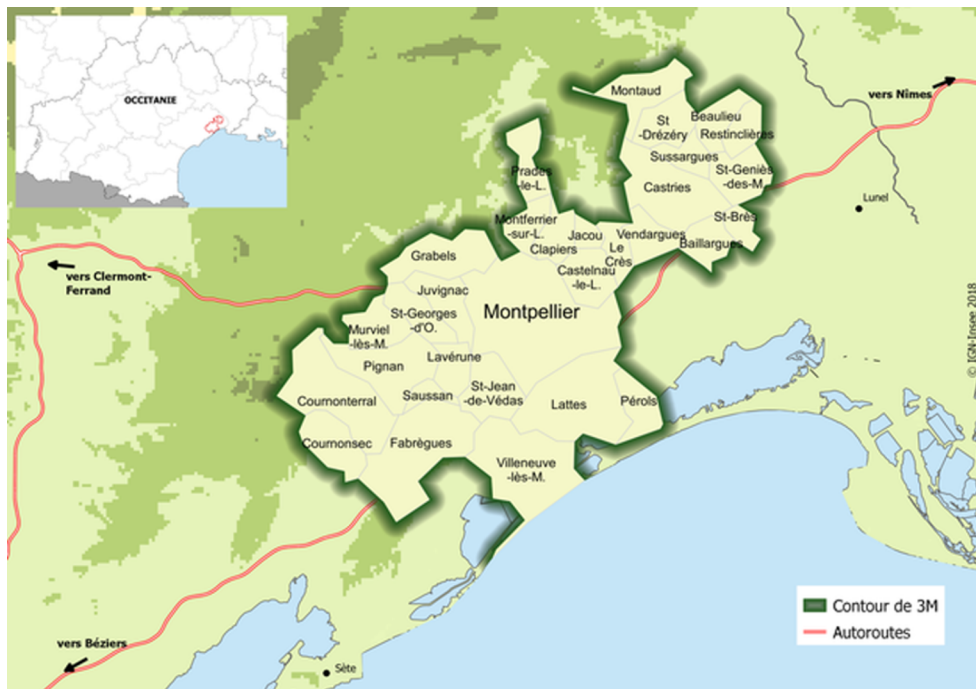 OCCITANIE
vers Nîmes
Montaud
Beaulieu
St
-Drézéry
Restinclières
Sussargues
St-Geniès
-des-M.
Castries
Prades
-le-L.
Lunel
St-Brès
Montferrier
-sur-L.
Jacou
Vendargues
Baillargues
Clapiers
Le
Crès
Grabels
Castelnau
-le-L.
vers Clermont-
Ferrand
Juvignac
Montpellier
St-Georges
-d'O.
Murviel
-lès-M.
Lavérune
Pignan
St-Jean
-de-Védas
Saussan
Cournonterral
Lattes
Pérols
Cournonsec
Fabrègues
Villeneuve
-lès-M.
© IGN-Insee 2018
Contour de 3M
Autoroutes
vers Béziers
Sète